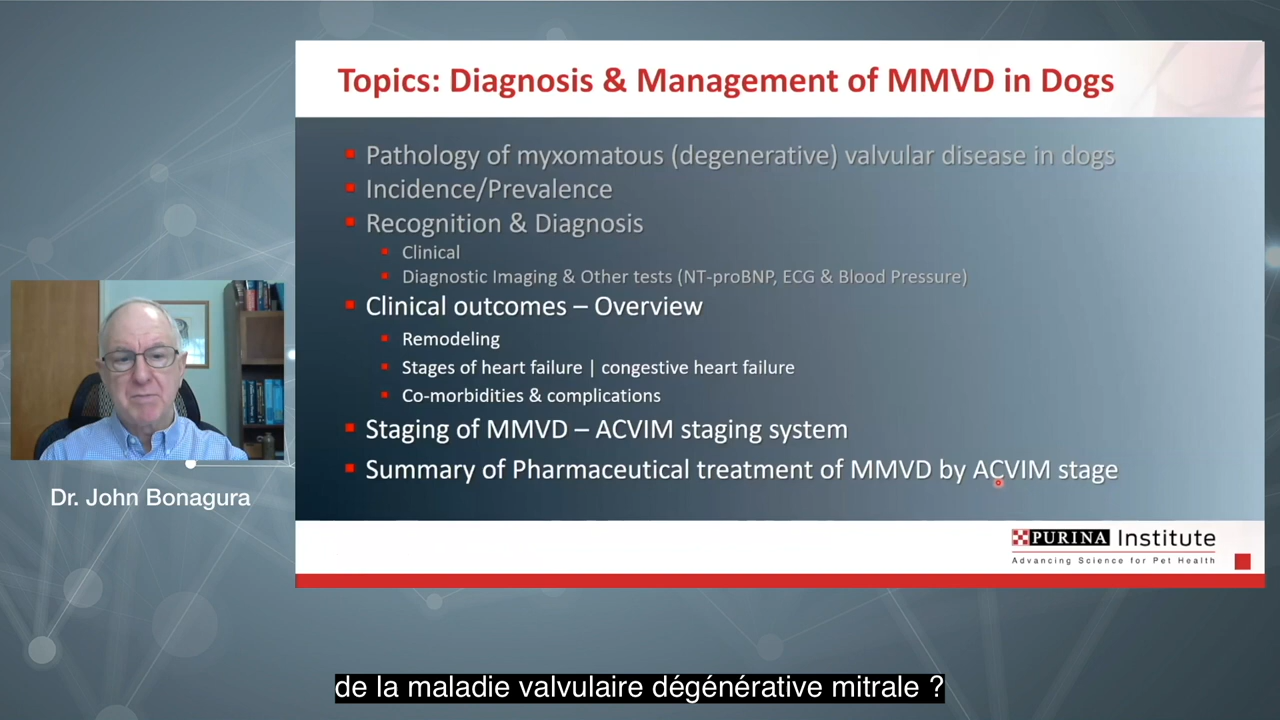 Topics: Diagnosis & Management of MMVD in Dogs
Pathology of myxomatous (degenerative) valvular disease in dogs
Incidence/Prevalence
Recognition & Diagnosis
Clinical
Diagnostic Imaging & Other tests (NT-proBNP, ECG & Blood Pressure)
Clinical outcomes – Overview
Remodeling
Stages of heart failure | congestive heart failure
Co-morbidities & complications
Staging of MMVD – ACVIM staging system
Summary of Pharmaceutical treatment of MMVD by ACVIM stage
Dr. John Bonagura
PURINA Institute
Advancing Science for Pet Health
de la maladie valvulaire dégénérative mitrale ?